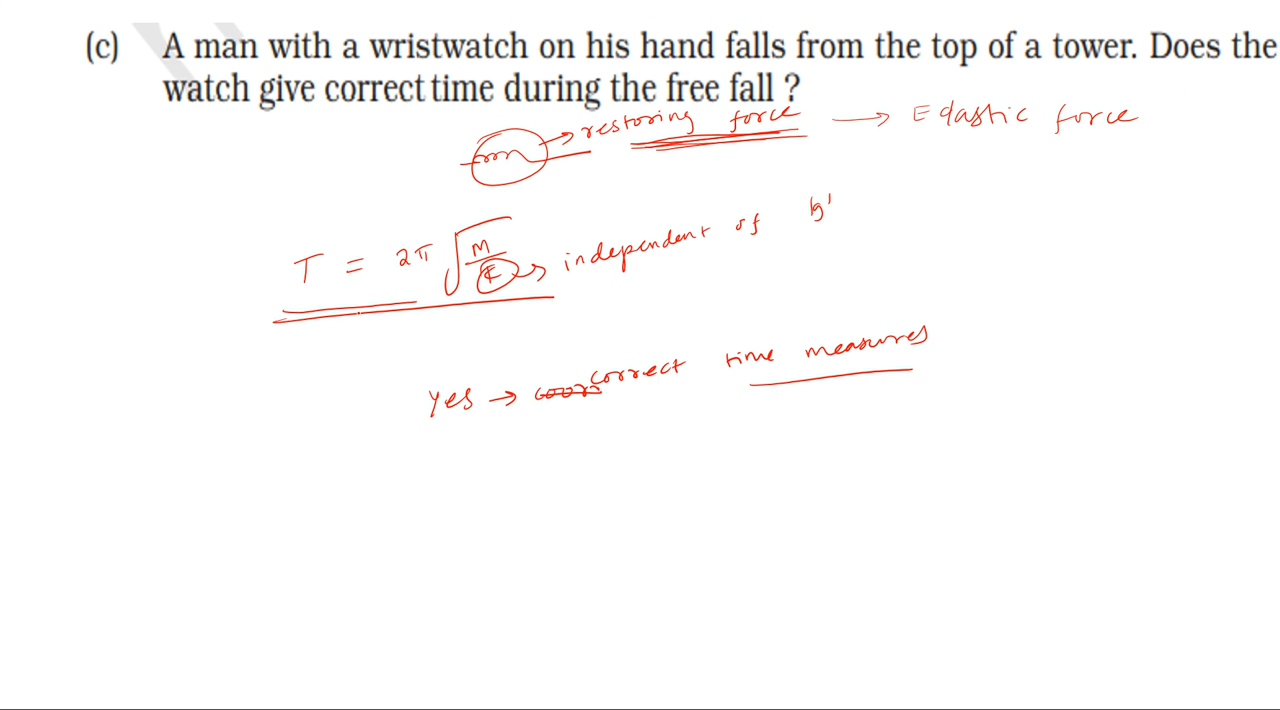 (c) A man with a wristwatch on his hand falls from the top of a tower. Does the
watch give correct time during the free fall ?
restoring force → Elastic force
T = 2π √M/k → independent of 'g'
Yes → correct time measures